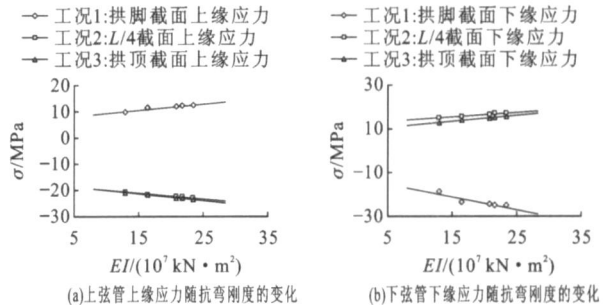 工况1:拱脚截面上缘应力
工况2:L/4截面上缘应力
工况3:拱顶截面上缘应力
20
10
0
-10
-20
-30
σ/MPa
5
15
25
35
EI/(10⁷ kN·m²)
(a)上弦管上缘应力随抗弯刚度的变化
工况1:拱脚截面下缘应力
工况2:L/4截面下缘应力
工况3:拱顶截面下缘应力
30
10
-10
-30
σ/MPa
5
15
25
35
EI/(10⁷ kN·m²)
(b)下弦管下缘应力随抗弯刚度的变化